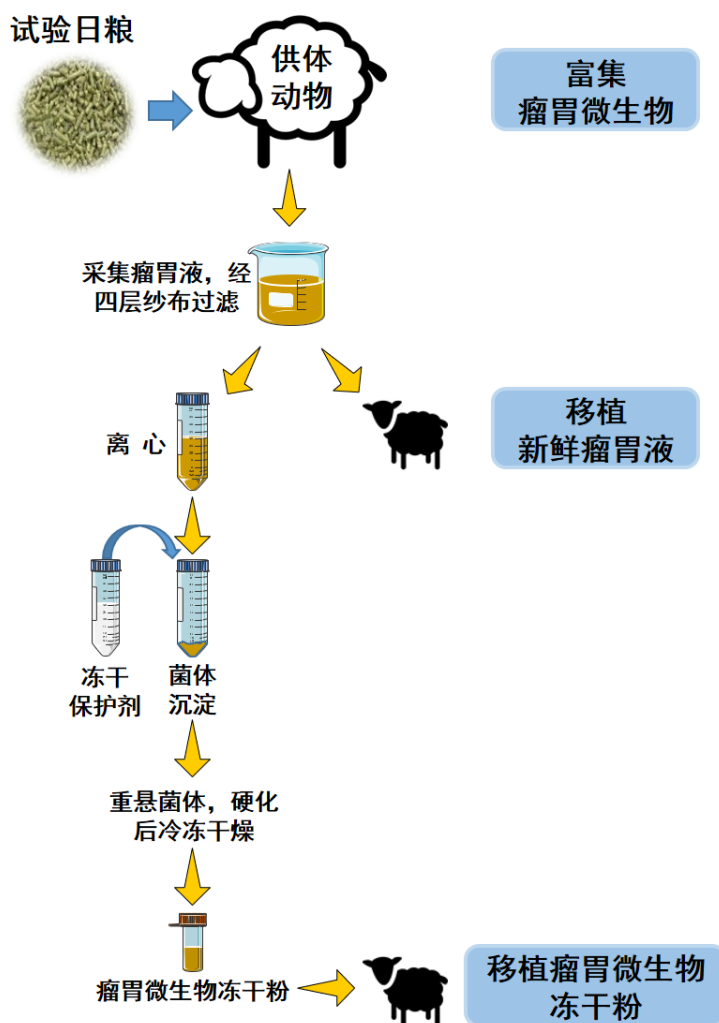 试验日粮
供体
动物
富集
瘤胃微生物
采集瘤胃液，经
四层纱布过滤
离 心
移植
新鲜瘤胃液
冻干
保护剂
菌体
沉淀
重悬菌体，硬化
后冷冻干燥
瘤胃微生物冻干粉
移植瘤胃微生物
冻干粉